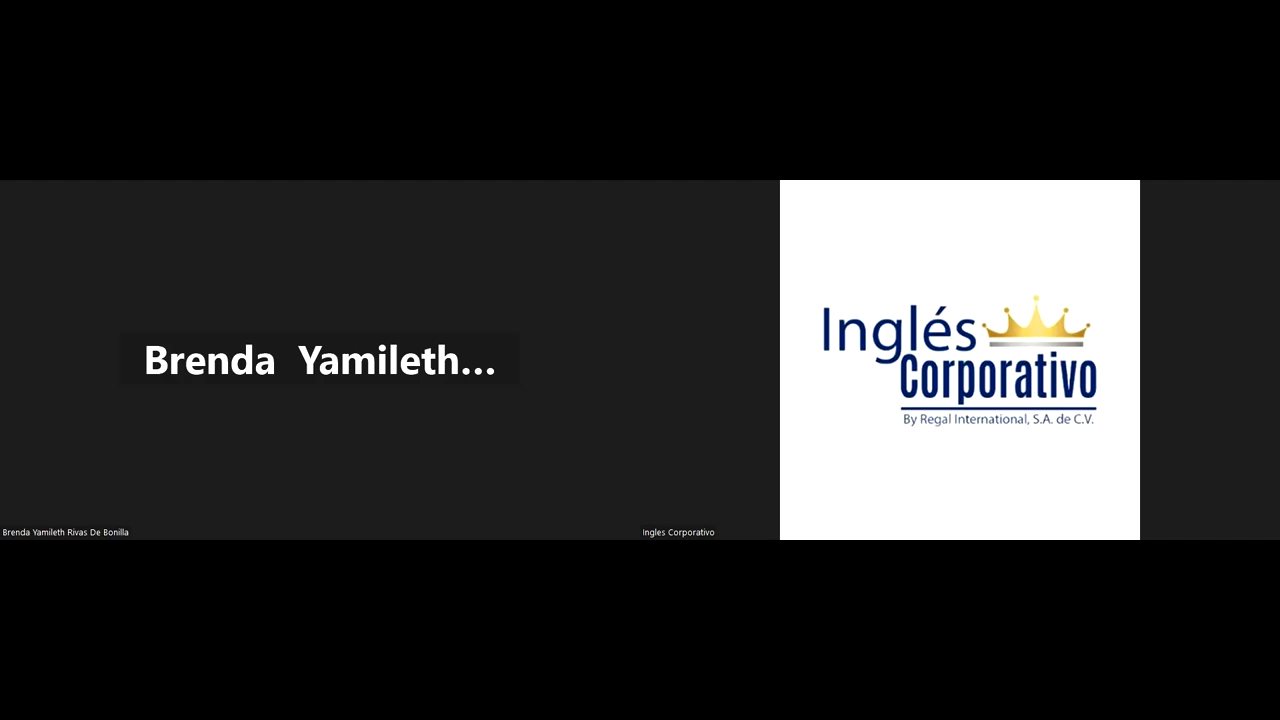 Brenda Yamileth...
Brenda Yamileth Rivas De Bonilla
Inglés
Corporativo
By Regal International, S.A. de C.V.
Ingles Corporativo